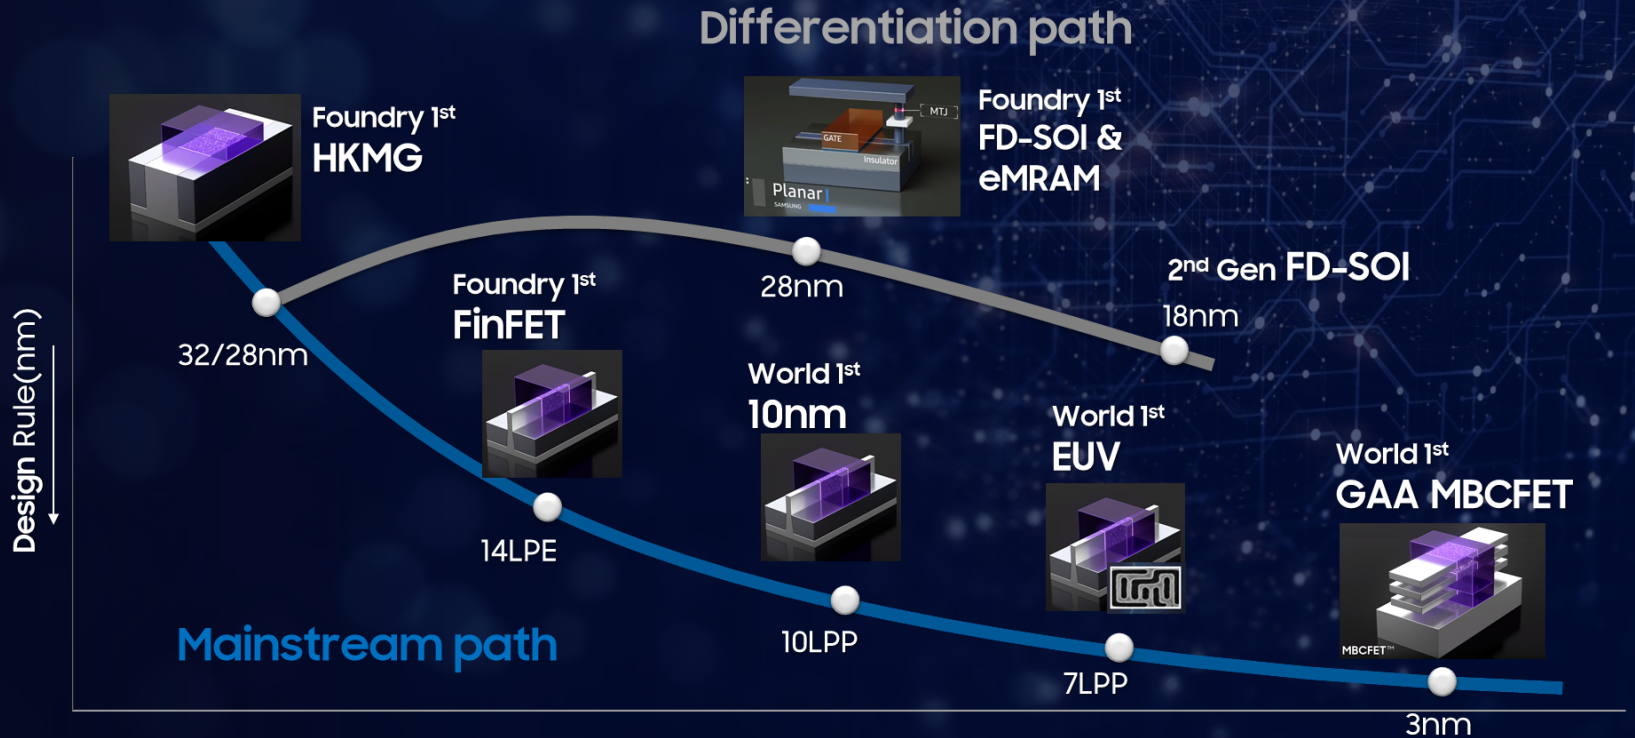 Differentiation path
Foundry 1st
HKMG
MTJ
GATE
Insulator
Planar
SAMSUNG
Foundry 1st
FD-SOI &
eMRAM
32/28nm
28nm
2nd Gen FD-SOI
18nm
Foundry 1st
FinFET
14LPE
World 1st
10nm
10LPP
World 1st
EUV
7LPP
World 1st
GAA MBCFET
MBCFET™
3nm
Mainstream path
Design Rule(nm)